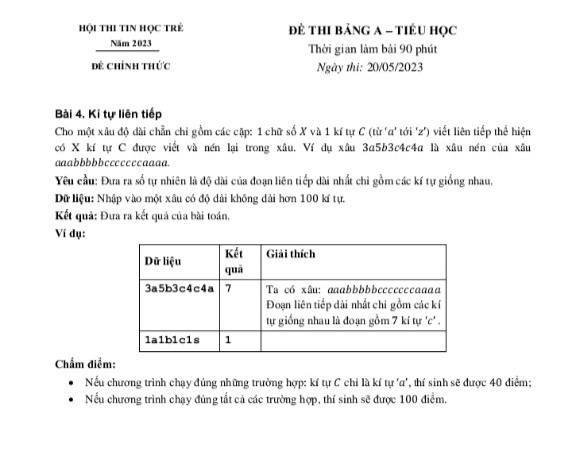 HỘI THI TIN HỌC TRẺ
Năm 2023
ĐỀ CHÍNH THỨC
ĐỀ THI BẢNG A – TIỂU HỌC
Thời gian làm bài 90 phút
Ngày thi: 20/05/2023
Bài 4. Kí tự liên tiếp
Cho một xâu độ dài chẵn chỉ gồm các cặp: 1 chữ số X và 1 kí tự C (từ ‘a’ tới ‘z’) viết liên tiếp thể hiện
có X kí tự C được viết và nén lại trong xâu. Ví dụ xâu 3a5b3c4c4a là xâu nén của xâu
aaabbbbbcccccccaaaa.
Yêu cầu: Đưa ra số tự nhiên là độ dài của đoạn liên tiếp dài nhất chỉ gồm các kí tự giống nhau.
Dữ liệu: Nhập vào một xâu có độ dài không dài hơn 100 kí tự.
Kết quả: Đưa ra kết quả của bài toán.
Ví dụ:
Dữ liệu
Kết
quả
Giải thích
3a5b3c4c4a
7
Ta có xâu: aaabbbbbcccccccaaaa
Đoạn liên tiếp dài nhất chỉ gồm các kí
tự giống nhau là đoạn gồm 7 kí tự ‘c’.
1a1b1c1s
1
Chấm điểm:
• Nếu chương trình chạy đúng những trường hợp: kí tự C chỉ là kí tự ‘a’, thí sinh sẽ được 40 điểm;
• Nếu chương trình chạy đúng tất cả các trường hợp, thí sinh sẽ được 100 điểm.